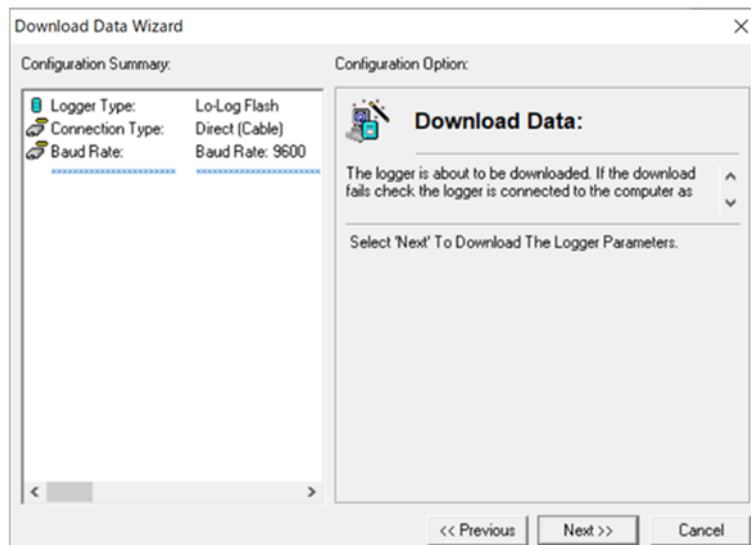 Download Data Wizard
Configuration Summary:
Configuration Option:
Logger Type: Lo-Log Flash
Connection Type: Direct (Cable)
Baud Rate: Baud Rate: 9600
Download Data:
The logger is about to be downloaded. If the download
fails check the logger is connected to the computer as
Select 'Next' To Download The Logger Parameters.
<< Previous
Next >>
Cancel